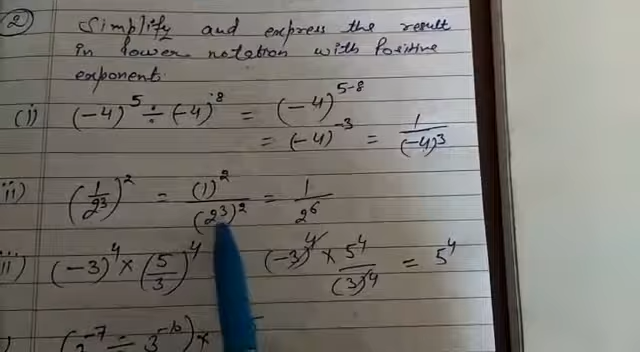 (2) Simplify and express the result
in power notation with Positive
exponent.
(i) (-4)^5 ÷ (-4)^8 = (-4)^{5-8}
= (-4)^{-3} = 1/(-4)^3
ii) (1/2^3)^2 = (1)^2/(2^3)^2 = 1/2^6
ii) (-3)^4 × (5/3)^4 (-3)^4 × 5^4/(3)^4 = 5^4